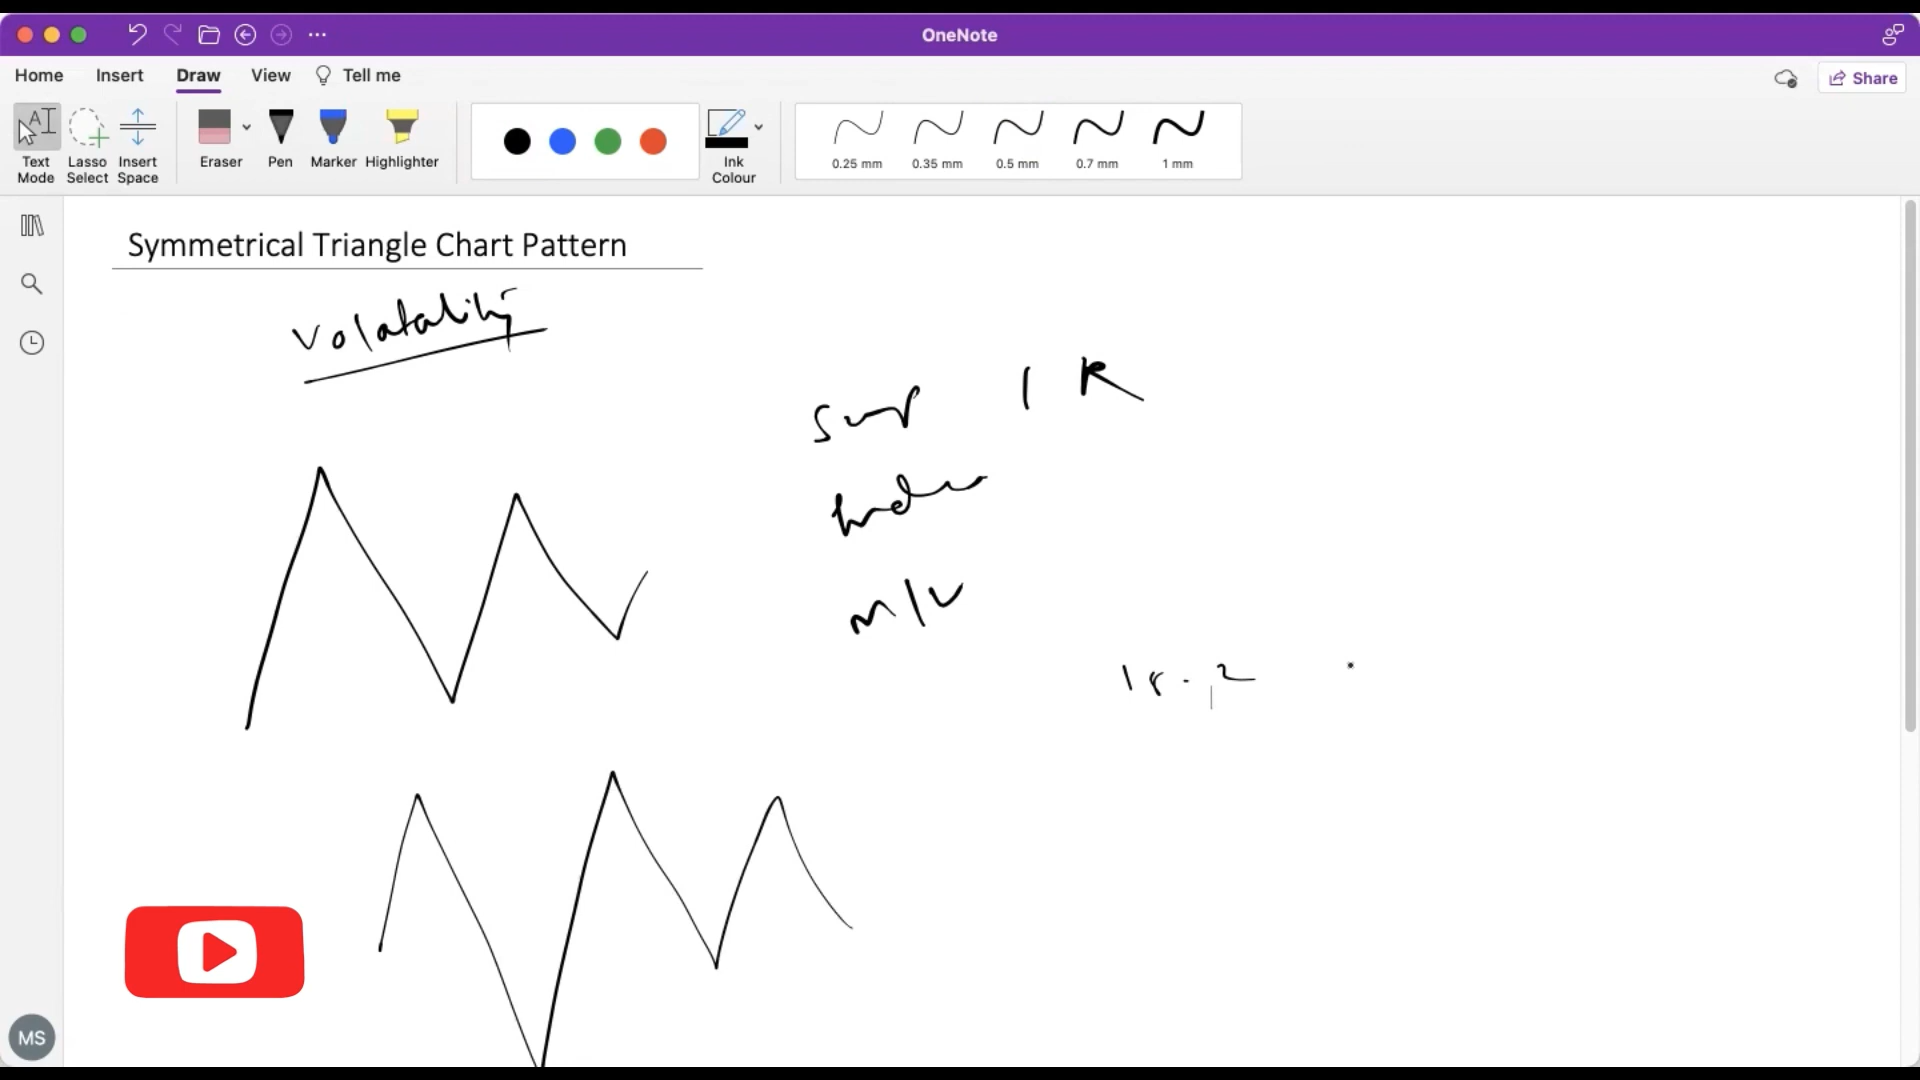 OneNote
Home Insert Draw View Tell me
Share
Text Mode
Lasso Select
Insert Space
Eraser
Pen
Marker
Highlighter
Ink Colour
0.25 mm 0.35 mm 0.5 mm 0.7 mm 1 mm
Symmetrical Triangle Chart Pattern
Volatality
1 K
MS